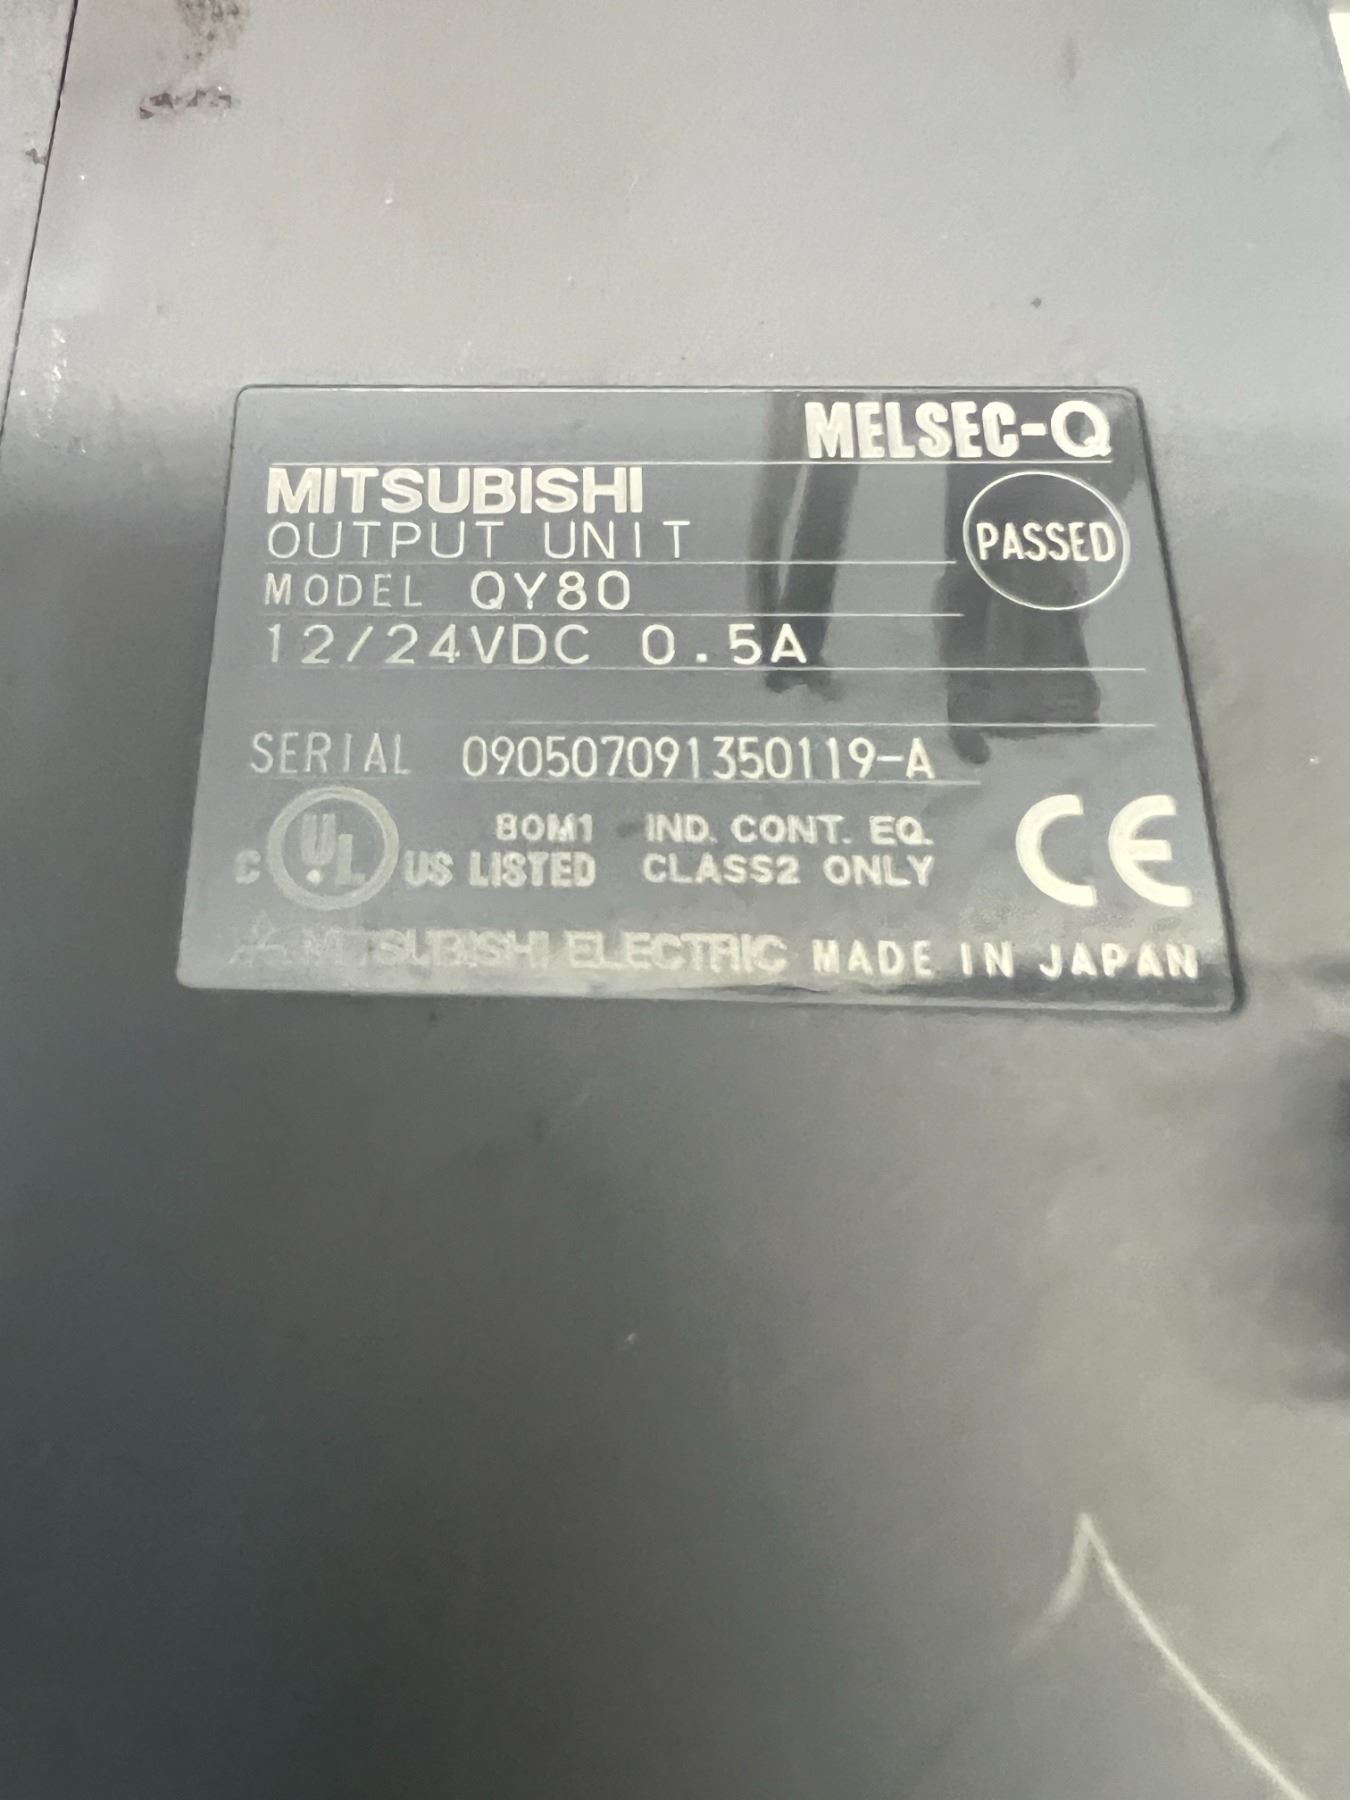 MELSEC-Q
MITSUBISHI
OUTPUT UNIT
PASSED
MODEL QY80
12/24VDC 0.5A
SERIAL 090507091350119-A
C UL US LISTED
80M1 IND. CONT. EQ.
CLASS2 ONLY
CE
MITSUBISHI ELECTRIC MADE IN JAPAN